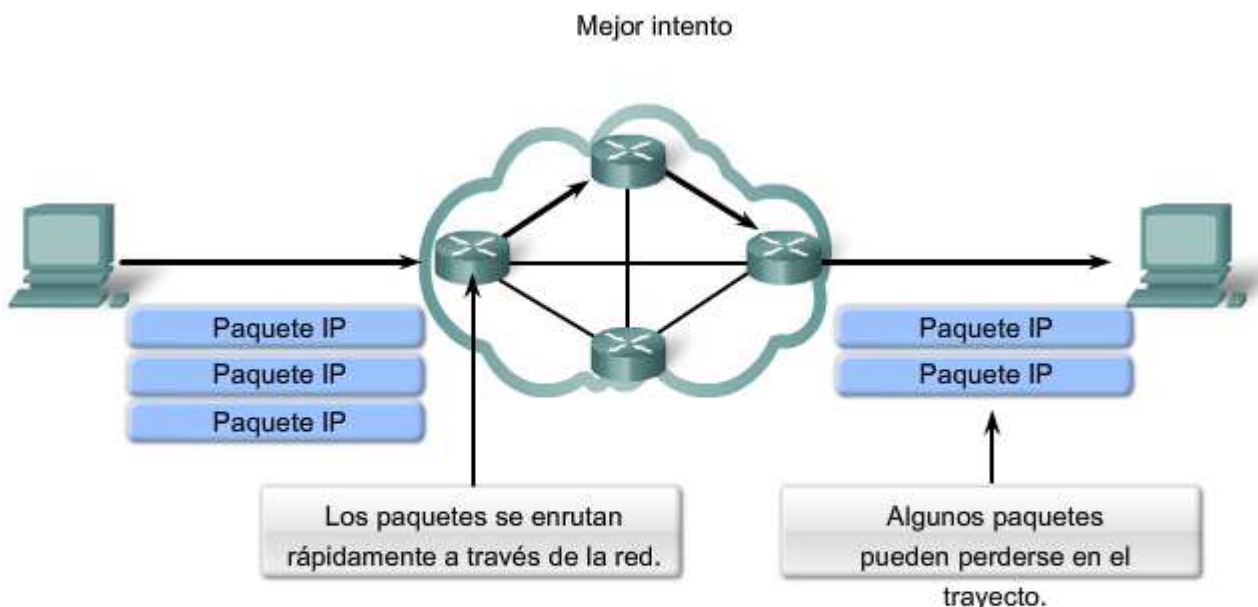 Mejor intento
Paquete IP
Paquete IP
Paquete IP
Paquete IP
Paquete IP
Los paquetes se enrutan
rápidamente a través de la red.
Algunos paquetes
pueden perderse en el
trayecto.